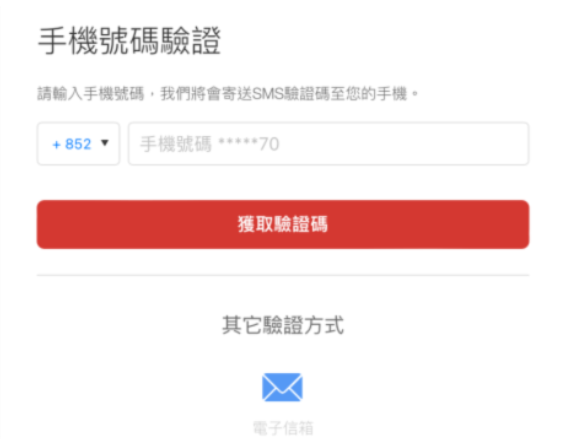 手機號碼驗證
請輸入手機號碼，我們將會寄送SMS驗證碼至您的手機。
+ 852 ▼ 手機號碼 *****70
獲取驗證碼
其它驗證方式
電子信箱